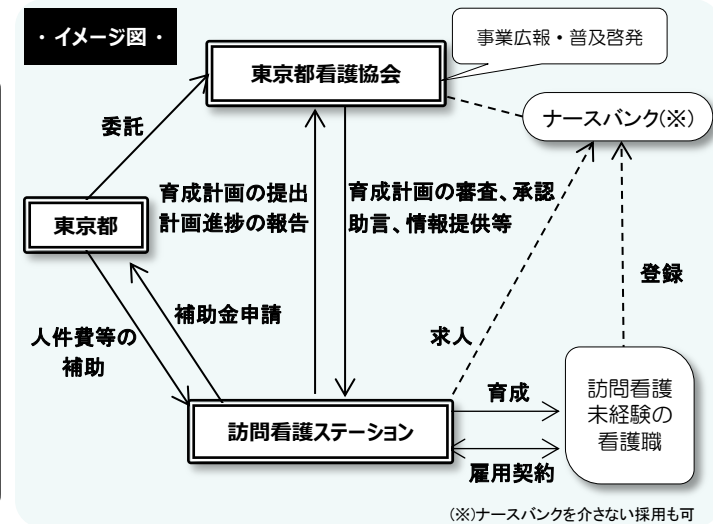 ・イメージ図・
事業広報・普及啓発
東京都看護協会
ナースバンク(※)
委託
育成計画の提出
計画進捗の報告
育成計画の審査、承認
助言、情報提供等
東京都
登録
補助金申請
人件費等の
補助
求人
育成
訪問看護
未経験の
看護職
訪問看護ステーション
雇用契約
(※)ナースバンクを介さない採用も可